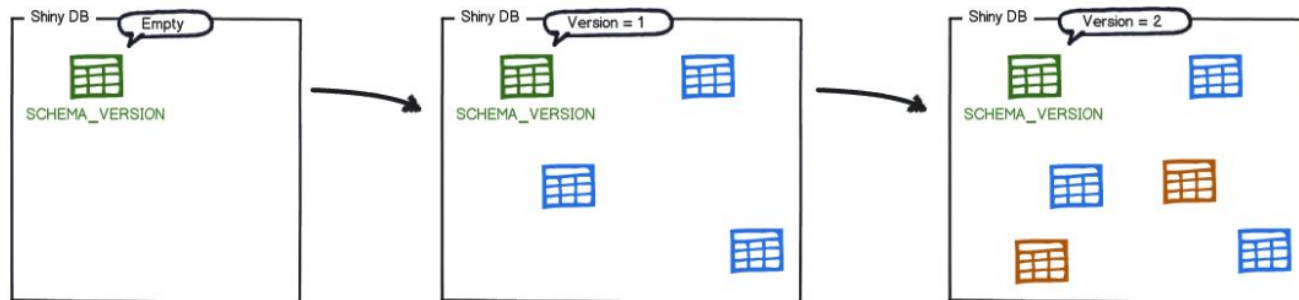 Shiny DB
Empty
SCHEMA_VERSION
Shiny DB
Version = 1
SCHEMA_VERSION
Shiny DB
Version = 2
SCHEMA_VERSION